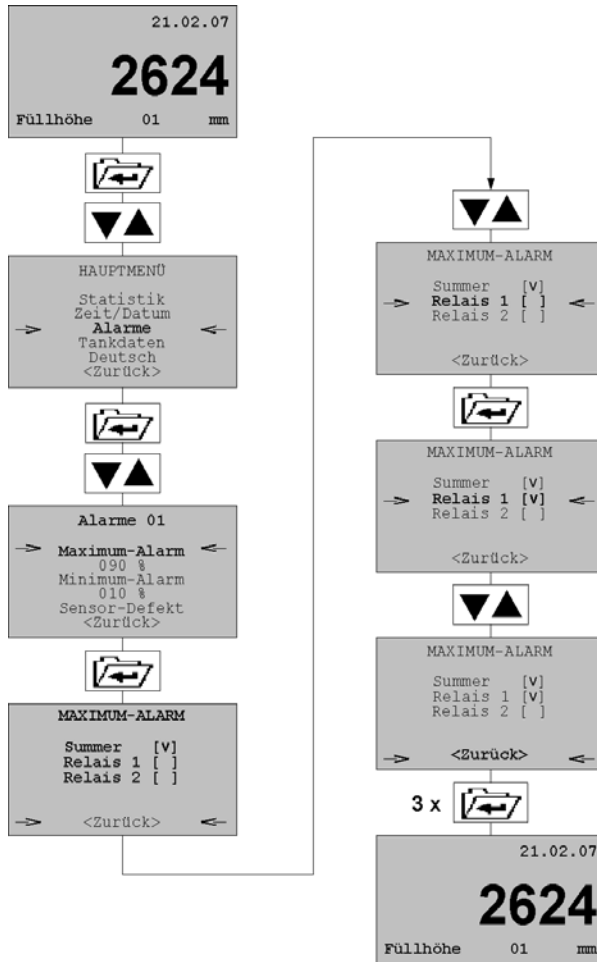 21.02.07
2624
Füllhöhe 01 mm
HAUPTMENÜ
Statistik
Zeit/Datum
Alarme
Tankdaten
Deutsch
<Zurück>
Alarme 01
Maximum-Alarm
090 %
Minimum-Alarm
010 %
Sensor-Defekt
<Zurück>
MAXIMUM-ALARM
Summer [V]
Relais 1 [ ]
Relais 2 [ ]
<Zurück>
MAXIMUM-ALARM
Summer [V]
Relais 1 [ ]
Relais 2 [ ]
<Zurück>
MAXIMUM-ALARM
Summer [V]
Relais 1 [V]
Relais 2 [ ]
<Zurück>
MAXIMUM-ALARM
Summer [V]
Relais 1 [V]
Relais 2 [ ]
<Zurück>
3 x
21.02.07
2624
Füllhöhe 01 mm